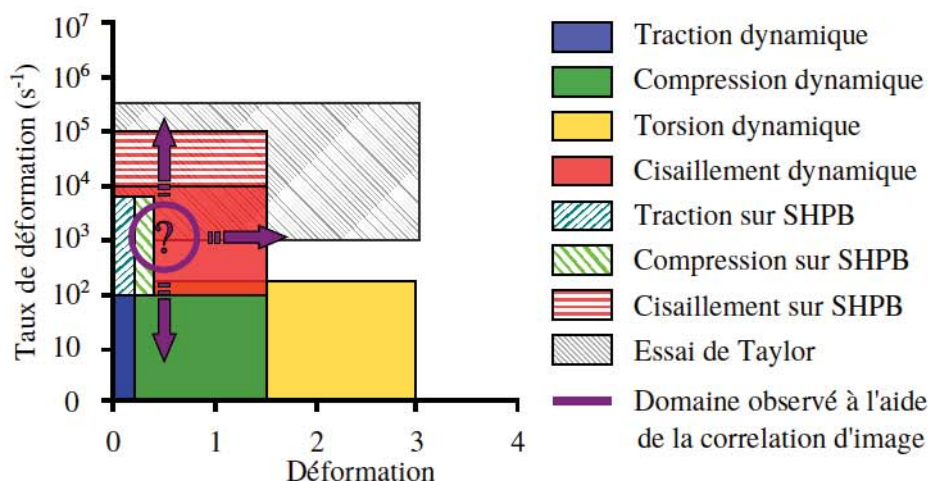 10⁷
10⁶
10⁵
10⁴
10³
10²
10
0
Taux de déformation (s⁻¹)
?
0 1 2 3 4
Déformation
Traction dynamique
Compression dynamique
Torsion dynamique
Cisaillement dynamique
Traction sur SHPB
Compression sur SHPB
Cisaillement sur SHPB
Essai de Taylor
Domaine observé à l'aide
de la correlation d'image